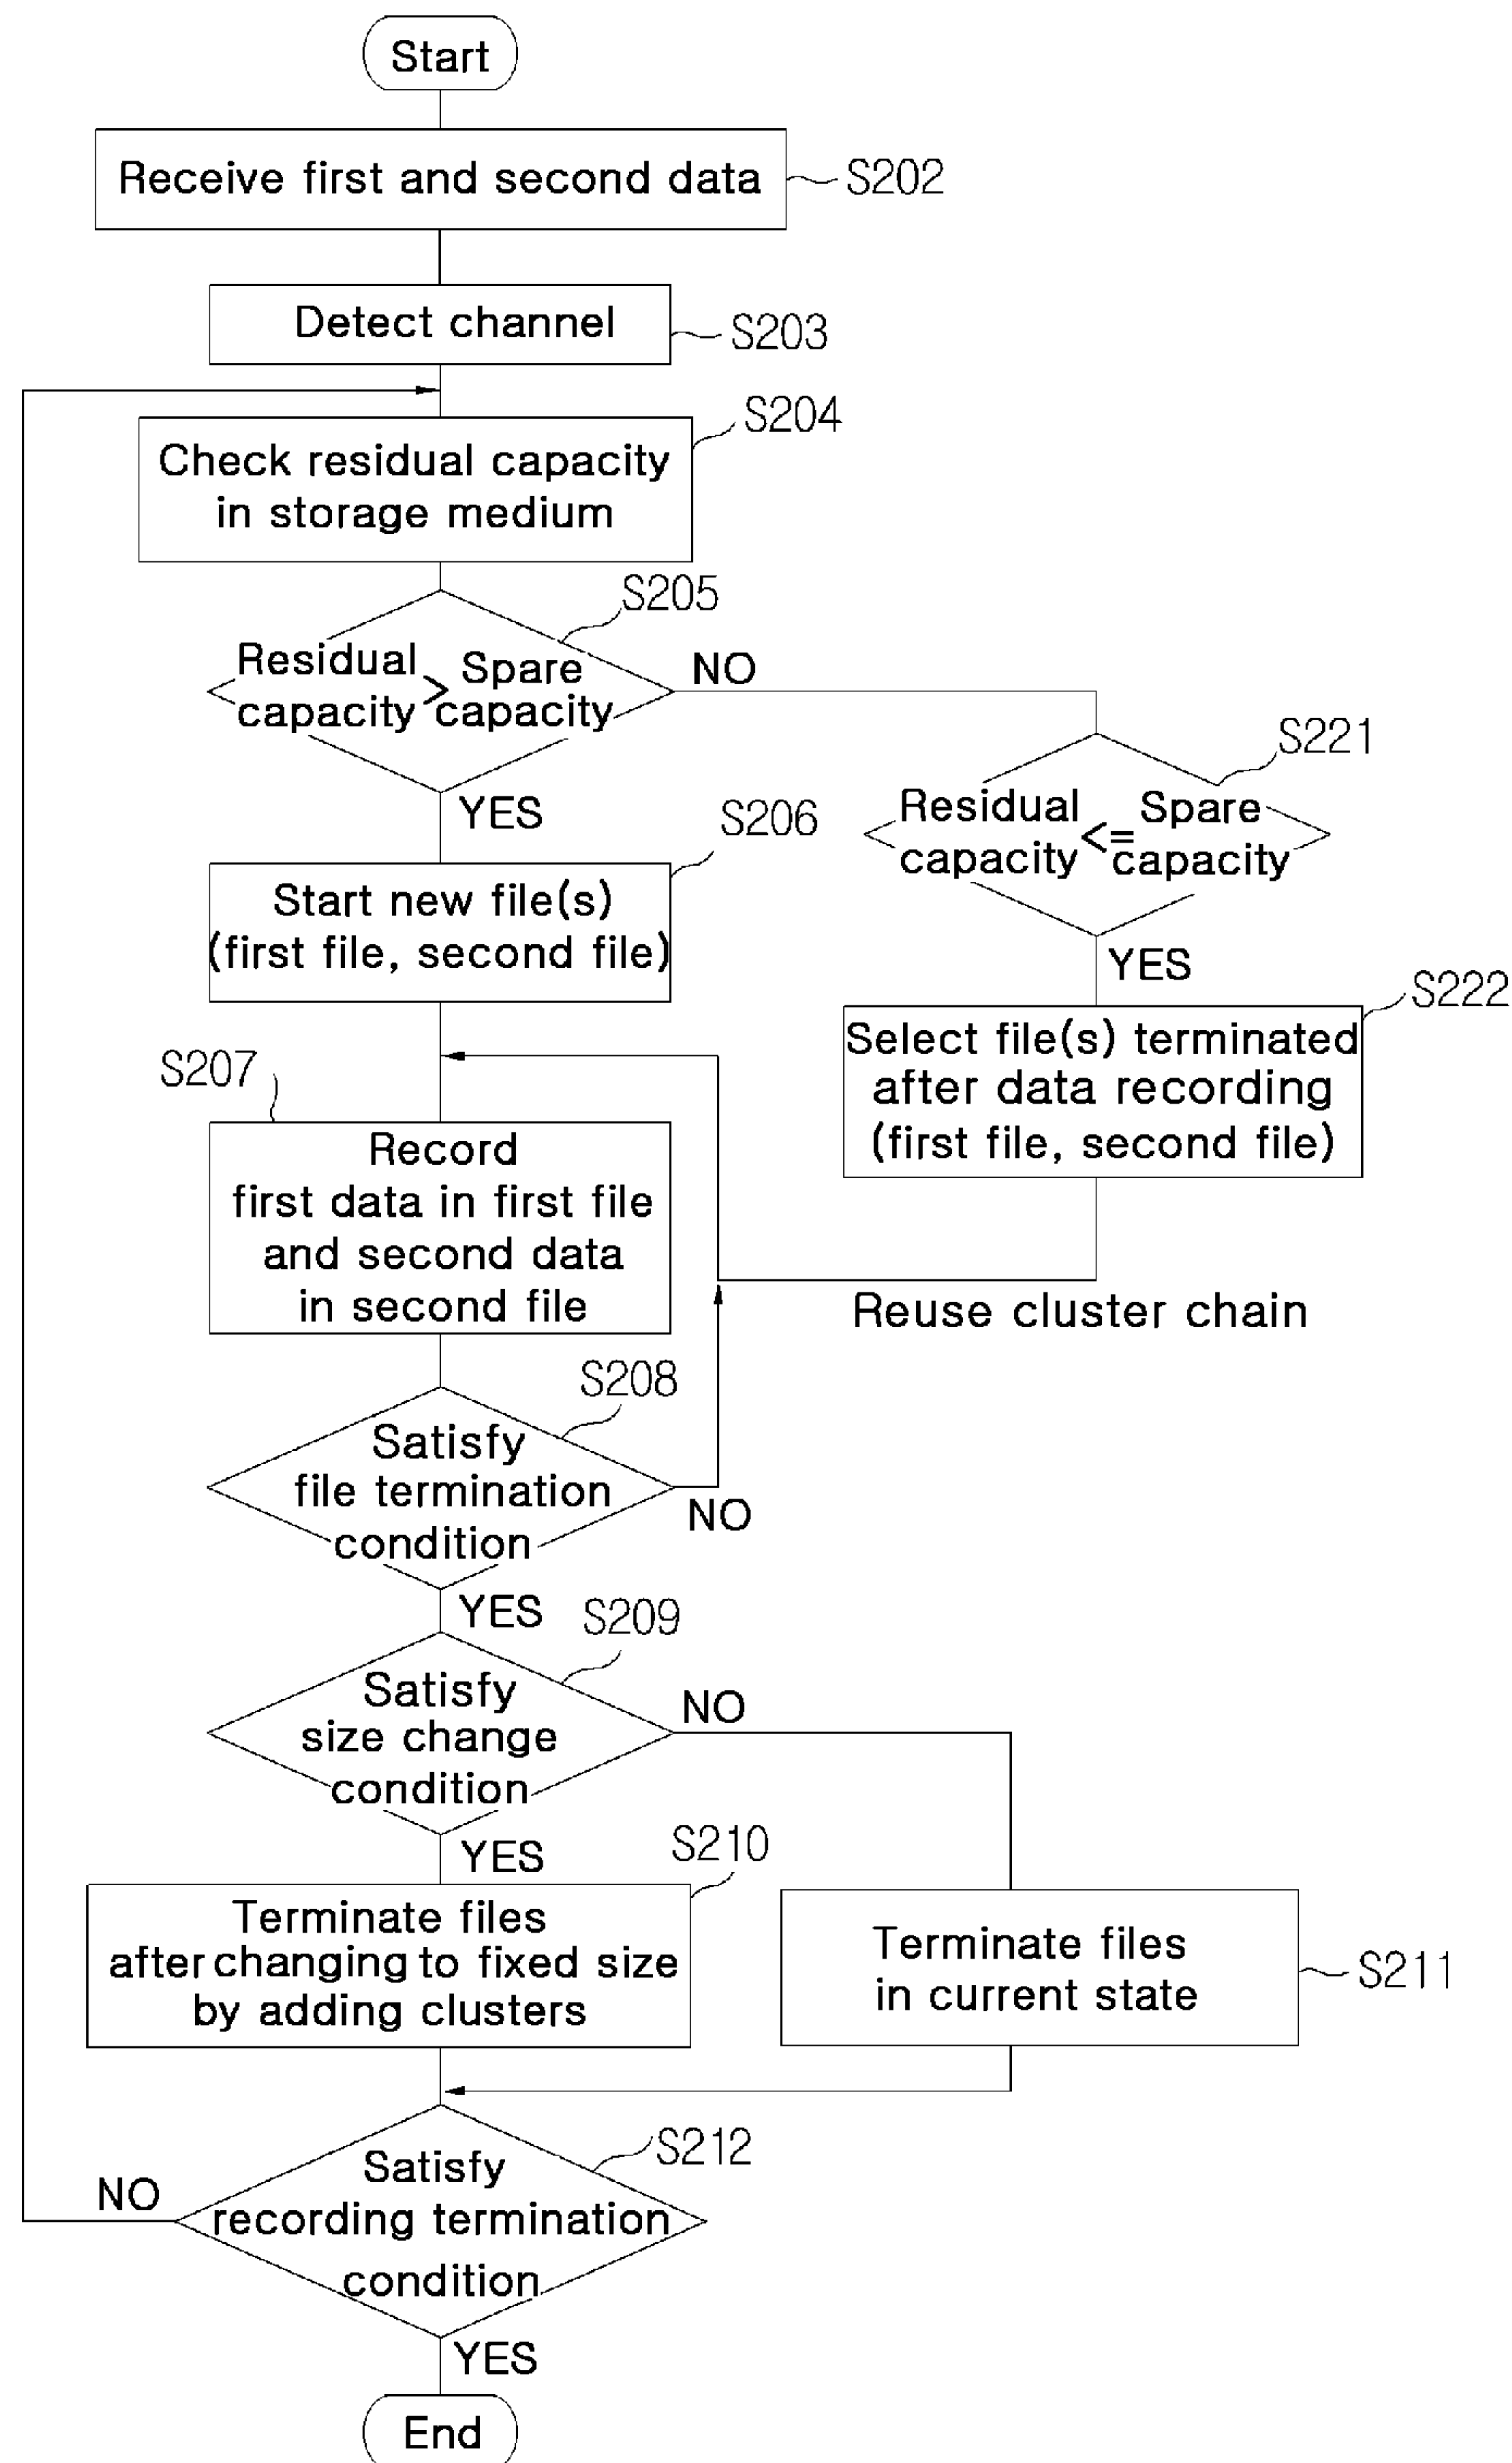 Start
Receive first and second data
S202
Detect channel
S203
S204
Check residual capacity
in storage medium
S205
Residual
capacity
>
Spare
capacity
NO
YES
S221
Residual
capacity
<=
Spare
capacity
YES
S206
Start new file(s)
(first file, second file)
S222
Select file(s) terminated
after data recording
(first file, second file)
Reuse cluster chain
S207
Record
first data in first file
and second data
in second file
S208
Satisfy
file termination
condition
NO
YES
S209
Satisfy
size change
condition
NO
YES
S210
Terminate files
after changing to fixed size
by adding clusters
Terminate files
in current state
S211
S212
Satisfy
recording termination
condition
NO
YES
End